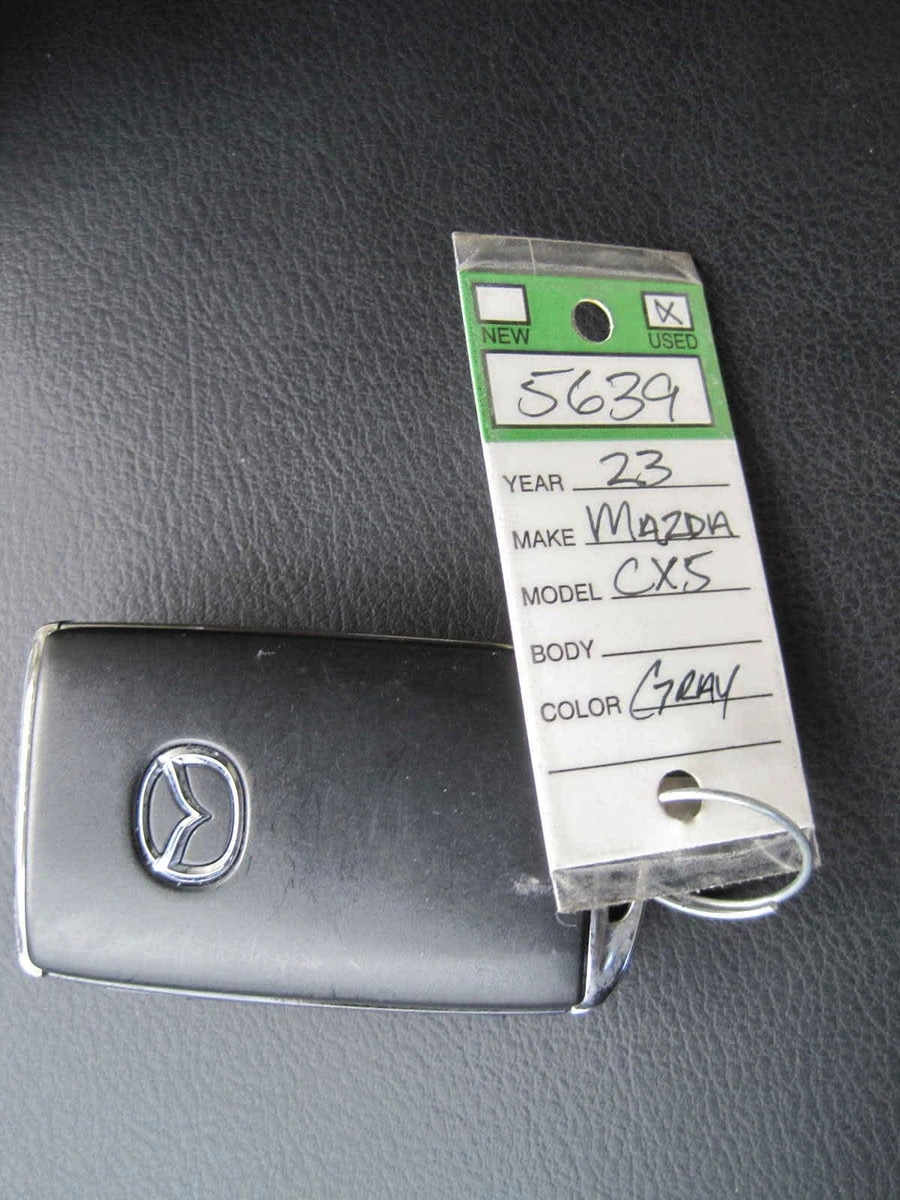 NEW USED
5639
YEAR 23
MAKE MAZDA
MODEL CX5
BODY
COLOR GRAY